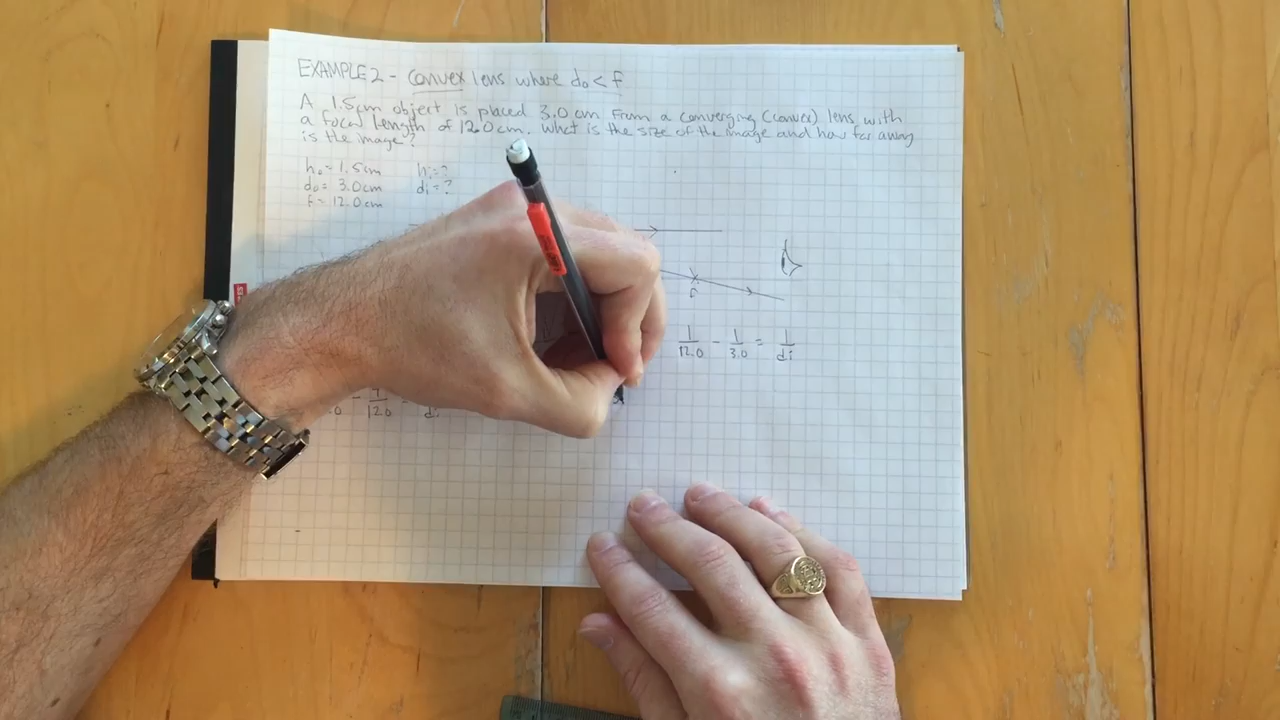 EXAMPLE 2 - Convex lens where do < f
A 1.5cm object is placed 3.0 cm from a converging (convex) lens with
a focal length of 12.0 cm. What is the size of the image and how far away
is the image?
ho = 1.5cm hi = ?
do = 3.0cm di = ?
f = 12.0 cm
f
1/12.0 - 1/3.0 = 1/di
1/12.0
di